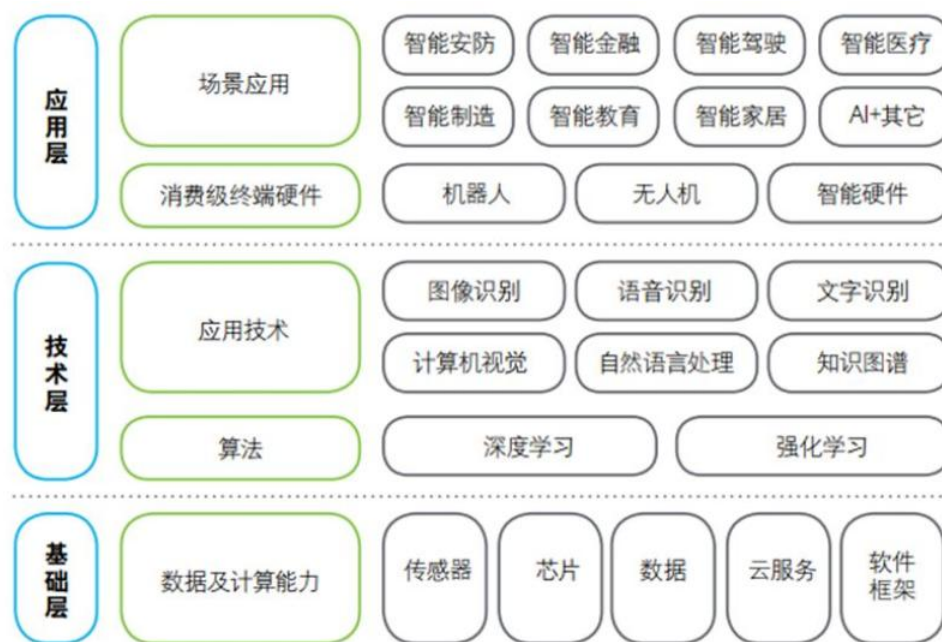 应用层
场景应用
智能安防 智能金融 智能驾驶 智能医疗
智能制造 智能教育 智能家居 AI+其它
消费级终端硬件
机器人 无人机 智能硬件
技术层
应用技术
图像识别 语音识别 文字识别
计算机视觉 自然语言处理 知识图谱
算法
深度学习 强化学习
基础层
数据及计算能力
传感器 芯片 数据 云服务 软件
框架